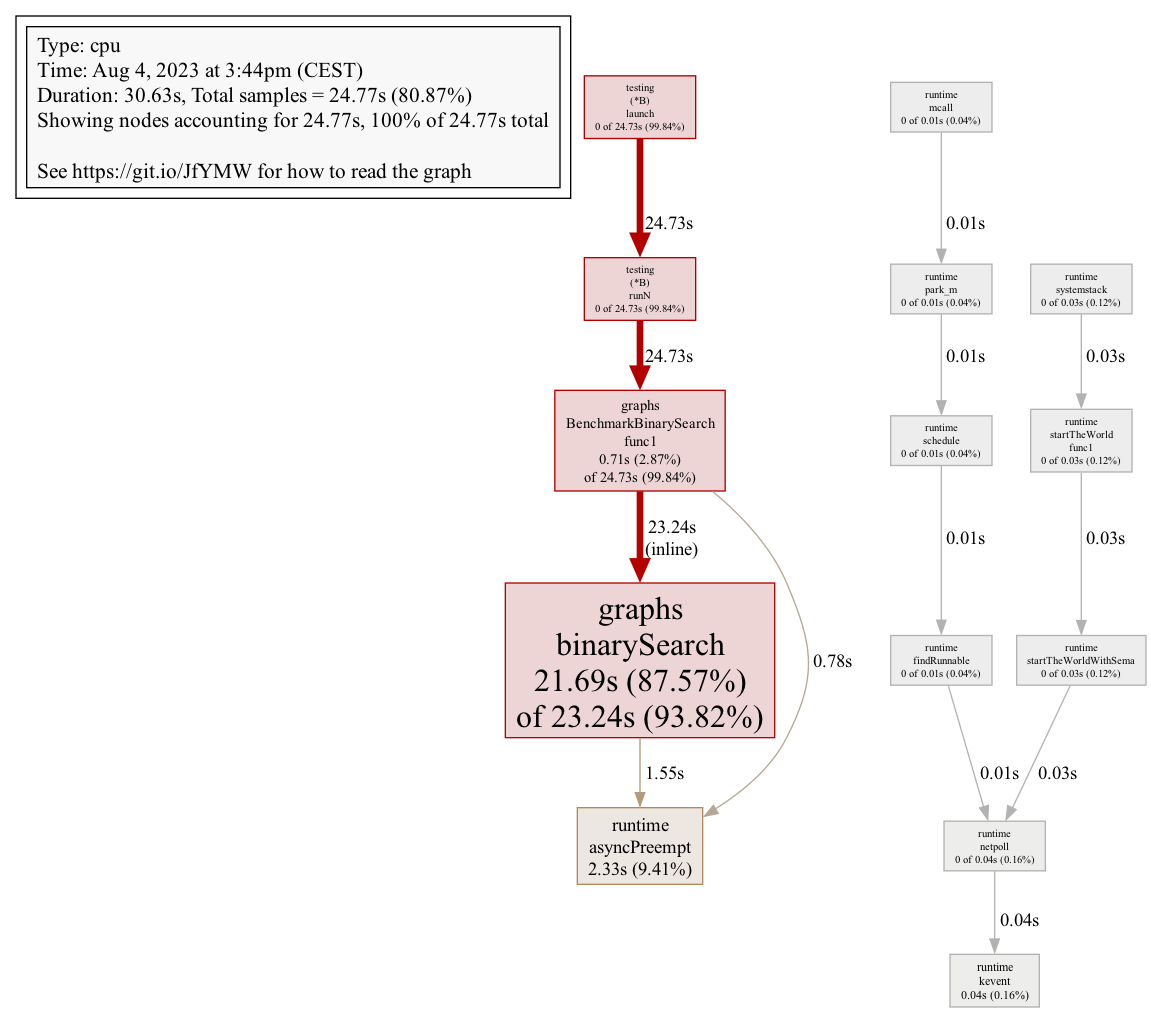 Type: cpu
Time: Aug 4, 2023 at 3:44pm (CEST)
Duration: 30.63s, Total samples = 24.77s (80.87%)
Showing nodes accounting for 24.77s, 100% of 24.77s total
See https://git.io/JfYMW for how to read the graph
testing
(*B)
launch
0 of 24.73s (99.84%)
24.73s
testing
(*B)
runN
0 of 24.73s (99.84%)
24.73s
graphs
BenchmarkBinarySearch
func1
0.71s (2.87%)
of 24.73s (99.84%)
23.24s
(inline)
graphs
binarySearch
21.69s (87.57%)
of 23.24s (93.82%)
0.78s
1.55s
runtime
asyncPreempt
2.33s (9.41%)
runtime
mcall
0 of 0.01s (0.04%)
0.01s
runtime
park_m
0 of 0.01s (0.04%)
0.01s
runtime
schedule
0 of 0.01s (0.04%)
0.01s
runtime
findRunnable
0 of 0.01s (0.04%)
0.01s
runtime
systemstack
0 of 0.03s (0.12%)
0.03s
runtime
startTheWorld
func1
0 of 0.03s (0.12%)
0.03s
runtime
startTheWorldWithSema
0 of 0.03s (0.12%)
0.03s
runtime
netpoll
0 of 0.04s (0.16%)
0.04s
runtime
kevent
0.04s (0.16%)